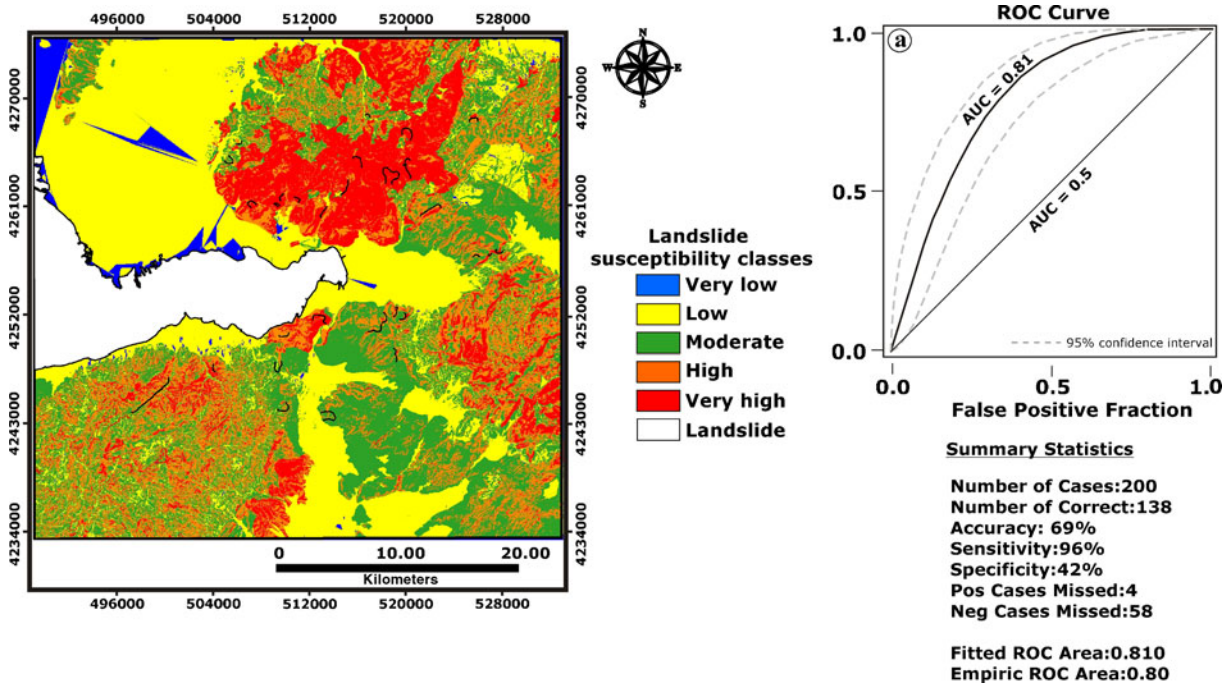 496000 504000 512000 520000 528000
4270000
4261000
4252000
4243000
4234000
4270000
4261000
4252000
4243000
4234000
0 10.00 20.00
Kilometers
496000 504000 512000 520000 528000
N
W E
S
Landslide
susceptibility classes
Very low
Low
Moderate
High
Very high
Landslide
ROC Curve
a
1.0
0.5
0.0
AUC = 0.81
AUC = 0.5
95% confidence interval
0.0 0.5 1.0
False Positive Fraction
Summary Statistics
Number of Cases:200
Number of Correct:138
Accuracy: 69%
Sensitivity:96%
Specificity:42%
Pos Cases Missed:4
Neg Cases Missed:58
Fitted ROC Area:0.810
Empiric ROC Area:0.80